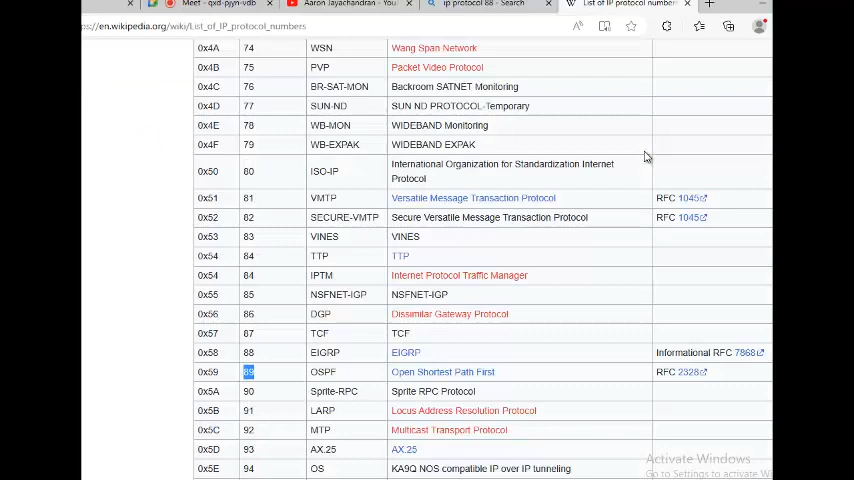 Meet - qxd-pyjn-vdb
Aaron Jayachandran - You
ip protocol 88 - Search
List of IP protocol numbers
ps://en.wikipedia.org/wiki/List_of_IP_protocol_numbers
0x4A 74 WSN Wang Span Network
0x4B 75 PVP Packet Video Protocol
0x4C 76 BR-SAT-MON Backroom SATNET Monitoring
0x4D 77 SUN-ND SUN ND PROTOCOL-Temporary
0x4E 78 WB-MON WIDEBAND Monitoring
0x4F 79 WB-EXPAK WIDEBAND EXPAK
0x50 80 ISO-IP International Organization for Standardization Internet
Protocol
0x51 81 VMTP Versatile Message Transaction Protocol RFC 1045
0x52 82 SECURE-VMTP Secure Versatile Message Transaction Protocol RFC 1045
0x53 83 VINES VINES
0x54 84 TTP TTP
0x54 84 IPTM Internet Protocol Traffic Manager
0x55 85 NSFNET-IGP NSFNET-IGP
0x56 86 DGP Dissimilar Gateway Protocol
0x57 87 TCF TCF
0x58 88 EIGRP EIGRP Informational RFC 7868
0x59 89 OSPF Open Shortest Path First RFC 2328
0x5A 90 Sprite-RPC Sprite RPC Protocol
0x5B 91 LARP Locus Address Resolution Protocol
0x5C 92 MTP Multicast Transport Protocol
0x5D 93 AX.25 AX.25
0x5E 94 OS KA9Q NOS compatible IP over IP tunneling
Activate Windows
Go to Settings to activate W